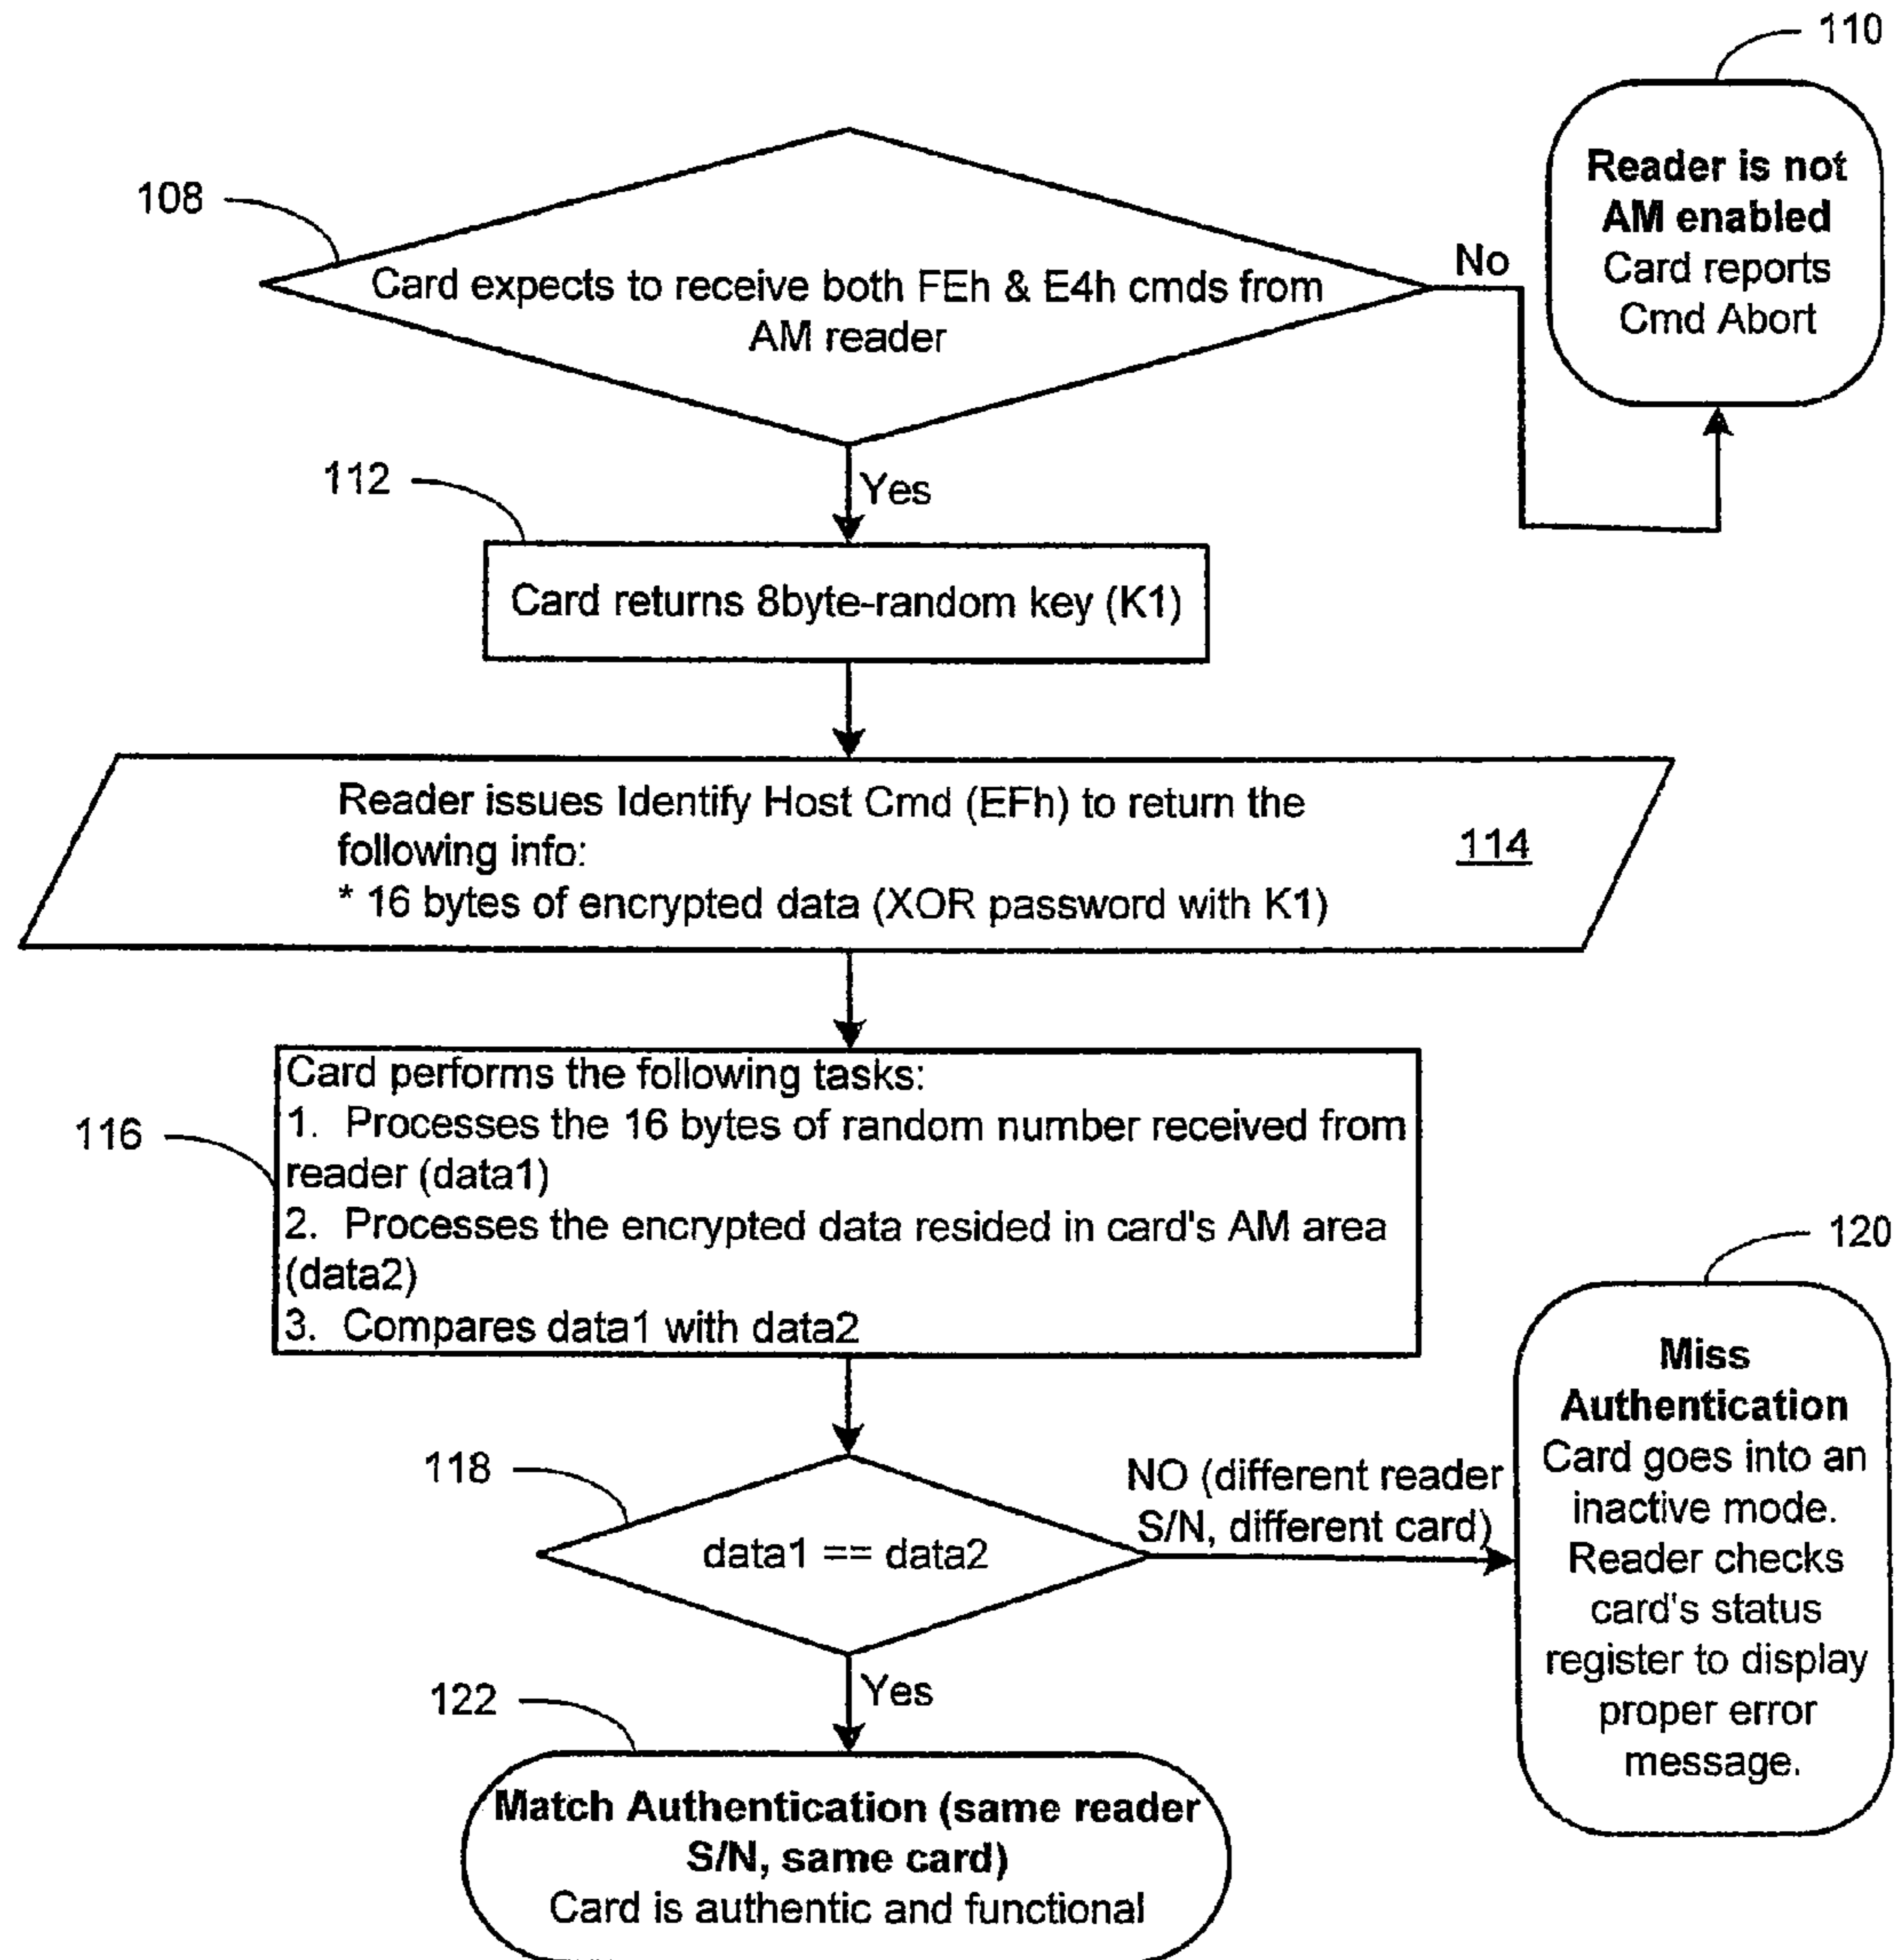 110
Reader is not
AM enabled
Card reports
Cmd Abort
108
Card expects to receive both FEh & E4h cmds from
AM reader
No
Yes
112
Card returns 8byte-random key (K1)
Reader issues Identify Host Cmd (EFh) to return the
following info:
* 16 bytes of encrypted data (XOR password with K1)
114
116
Card performs the following tasks:
1. Processes the 16 bytes of random number received from
reader (data1)
2. Processes the encrypted data resided in card's AM area
(data2)
3. Compares data1 with data2
118
data1 == data2
NO (different reader
S/N, different card)
120
Miss
Authentication
Card goes into an
inactive mode.
Reader checks
card's status
register to display
proper error
message.
Yes
122
Match Authentication (same reader
S/N, same card)
Card is authentic and functional